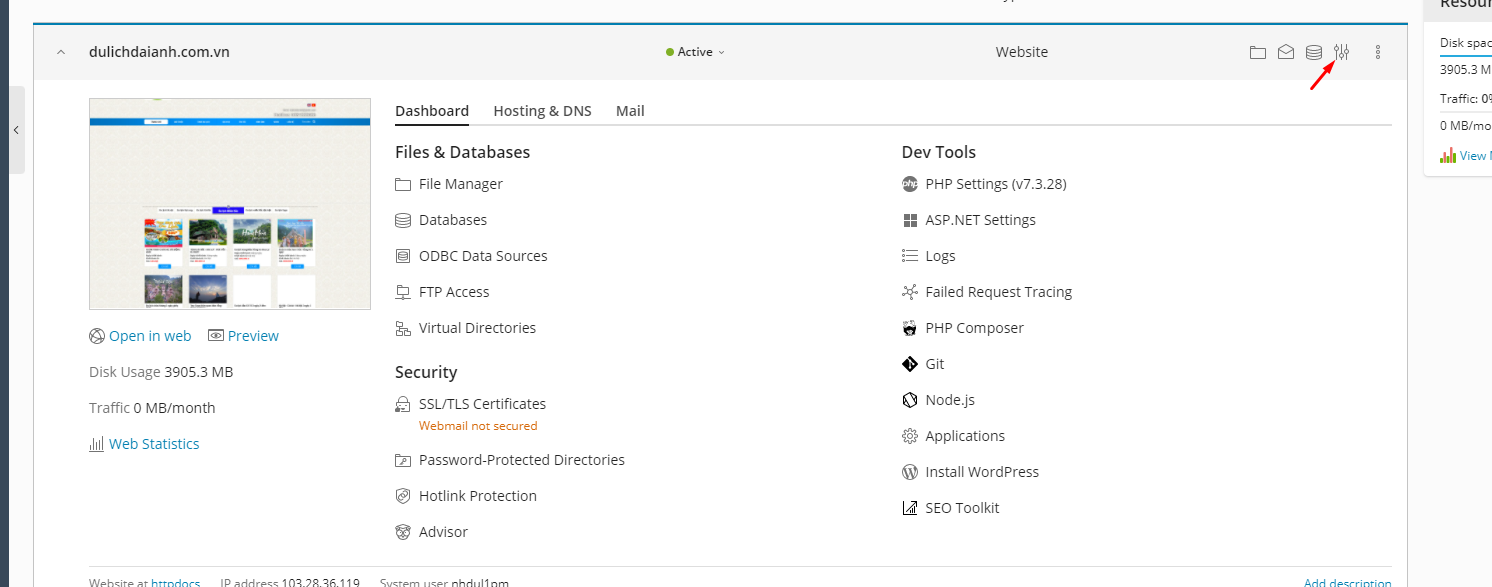 Resour
dulichdaianh.com.vn
Active
Website
Disk spac
3905.3 M
Traffic: 0%
0 MB/mo
View
Dashboard
Hosting & DNS
Mail
Files & Databases
File Manager
Databases
ODBC Data Sources
FTP Access
Virtual Directories
Security
SSL/TLS Certificates
Webmail not secured
Password-Protected Directories
Hotlink Protection
Advisor
Dev Tools
php PHP Settings (v7.3.28)
ASP.NET Settings
Logs
Failed Request Tracing
PHP Composer
Git
Node.js
Applications
Install WordPress
SEO Toolkit
Open in web
Preview
Disk Usage 3905.3 MB
Traffic 0 MB/month
Web Statistics
Website at httpdocs
IP address 103.28.36.119
System user nhdul1pm
Add description